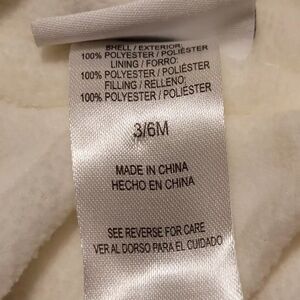 SHELL / EXTERIOR:
100% POLYESTER / POLIÉSTER
LINING / FORRO:
100% POLYESTER / POLIÉSTER
FILLING / RELLENO:
100% POLYESTER / POLIÉSTER
3/6M
MADE IN CHINA
HECHO EN CHINA
SEE REVERSE FOR CARE
VER AL DORSO PARA EL CUIDADO